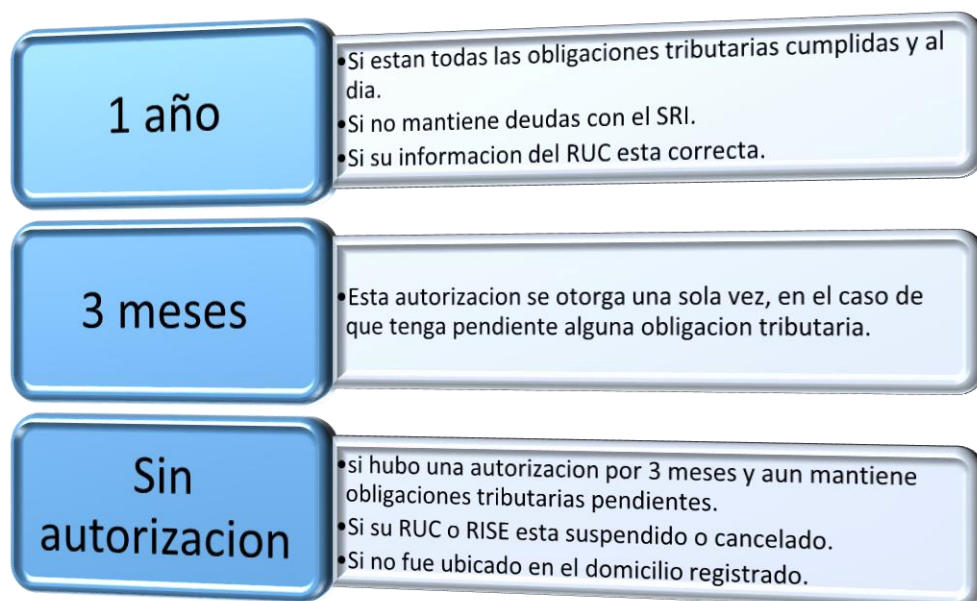 1 año
•Si estan todas las obligaciones tributarias cumplidas y al
dia.
•Si no mantiene deudas con el SRI.
•Si su informacion del RUC esta correcta.
3 meses
•Esta autorizacion se otorga una sola vez, en el caso de
que tenga pendiente alguna obligacion tributaria.
Sin
autorizacion
•si hubo una autorizacion por 3 meses y aun mantiene
obligaciones tributarias pendientes.
•Si su RUC o RISE esta suspendido o cancelado.
•Si no fue ubicado en el domicilio registrado.